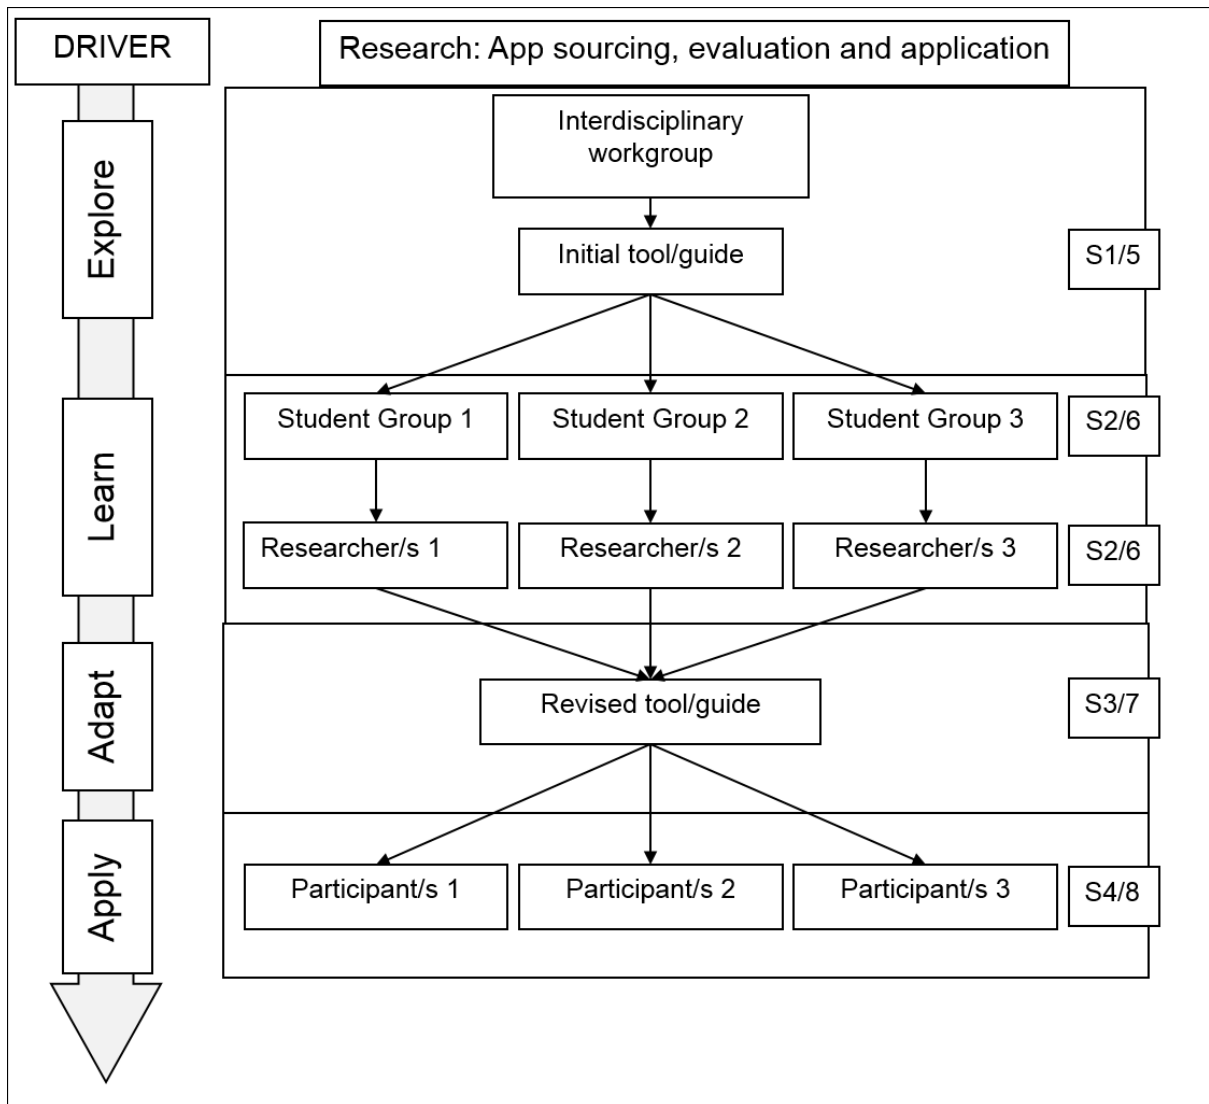 DRIVER
Research: App sourcing, evaluation and application
Explore
Interdisciplinary
workgroup
Initial tool/guide
S1/5
Learn
Student Group 1
Student Group 2
Student Group 3
S2/6
Researcher/s 1
Researcher/s 2
Researcher/s 3
S2/6
Adapt
Revised tool/guide
S3/7
Apply
Participant/s 1
Participant/s 2
Participant/s 3
S4/8